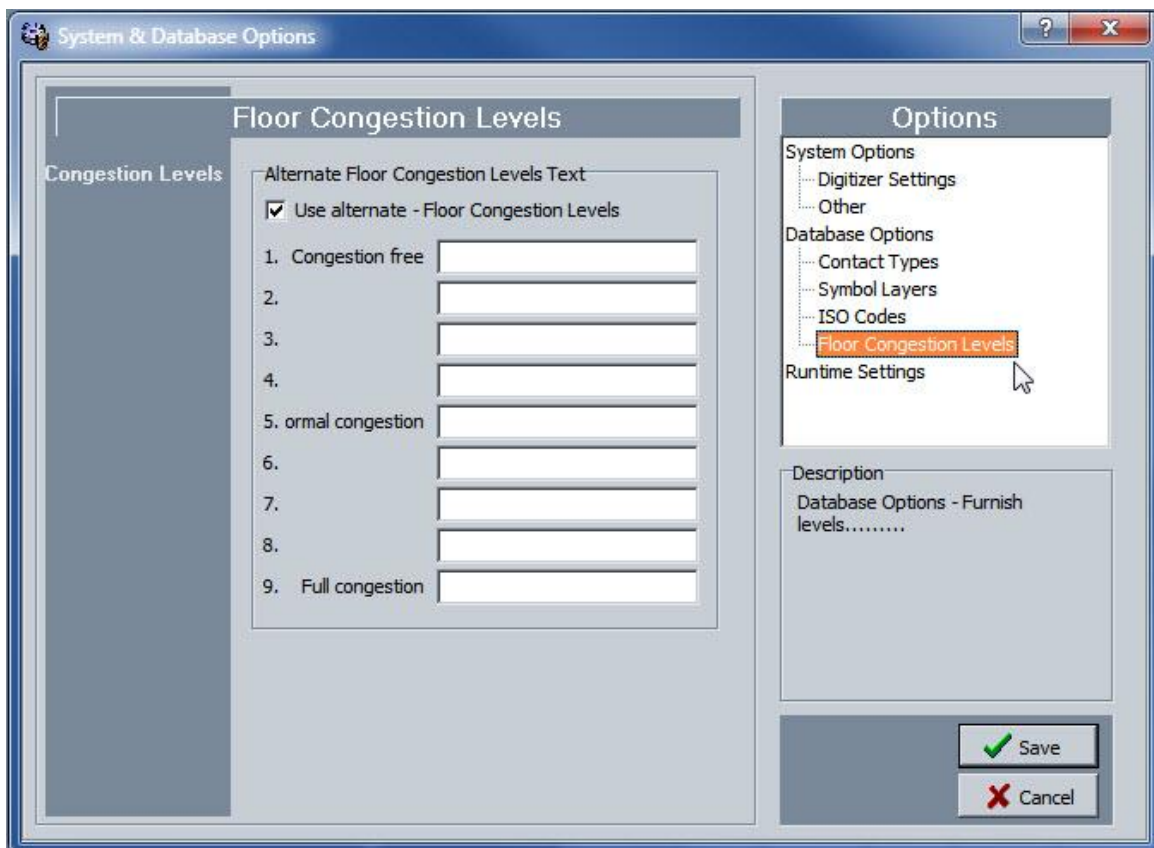 System & Database Options
?
X
Floor Congestion Levels
Congestion Levels
Alternate Floor Congestion Levels Text
Use alternate - Floor Congestion Levels
1. Congestion free
2.
3.
4.
5. ormal congestion
6.
7.
8.
9. Full congestion
Options
System Options
Digitizer Settings
Other
Database Options
Contact Types
Symbol Layers
ISO Codes
Floor Congestion Levels
Runtime Settings
Description
Database Options - Furnish
levels.........
Save
Cancel